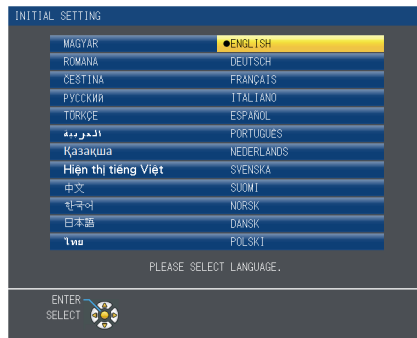 INITIAL SETTING
MAGYAR ●ENGLISH
ROMÂNĂ DEUTSCH
ČEŠTINA FRANÇAIS
РУССКИЙ ITALIANO
TÜRKÇE ESPAÑOL
العربية PORTUGUÊS
Қазақша NEDERLANDS
Hiện thị tiếng Việt SVENSKA
中文 SUOMI
한국어 NORSK
日本語 DANSK
ไทย POLSKI
PLEASE SELECT LANGUAGE.
ENTER
SELECT